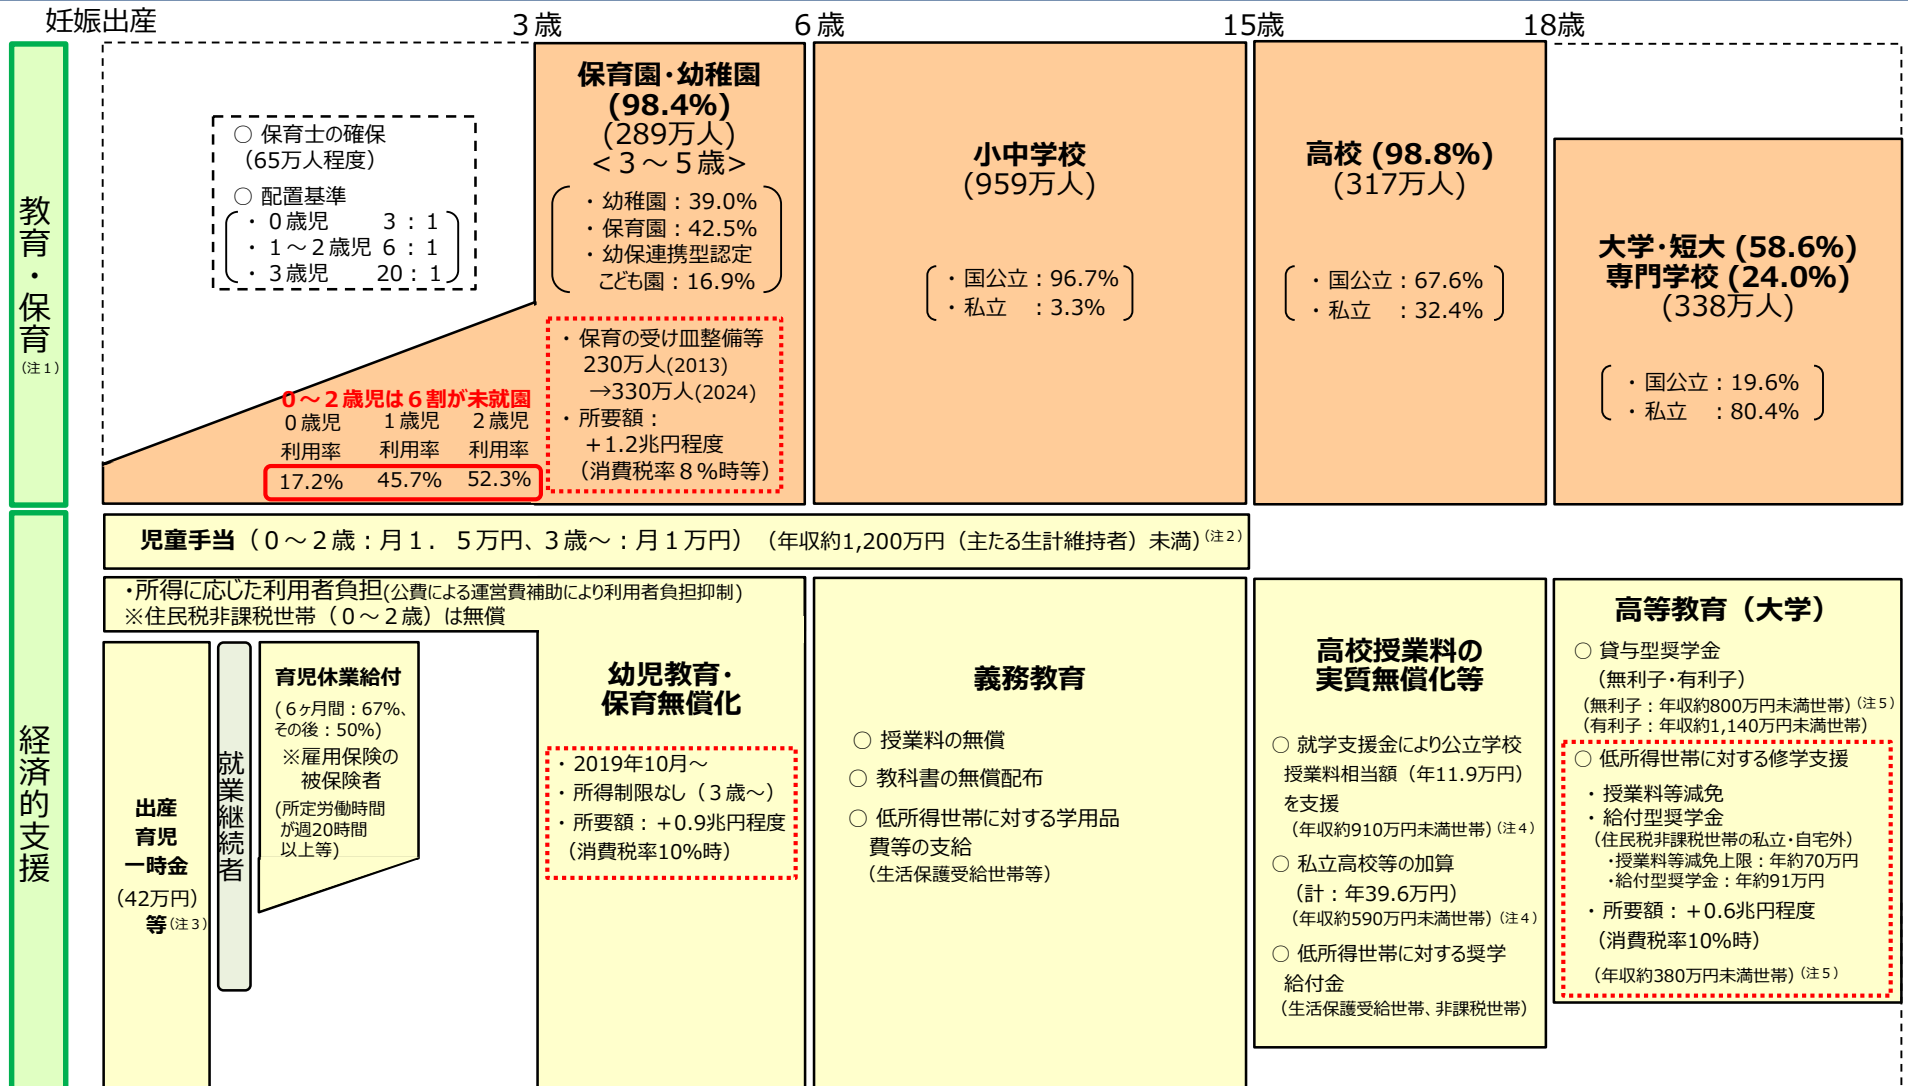 妊娠出産
3歳
6歳
15歳
18歳
教育・保育
(注1)
○ 保育士の確保
(65万人程度)
○ 配置基準
・ 0歳児 3:1
・ 1～2歳児 6:1
・ 3歳児 20:1
0～2歳児は6割が未就園
0歳児 1歳児 2歳児
利用率 利用率 利用率
17.2% 45.7% 52.3%
保育園・幼稚園
(98.4%)
(289万人)
<3～5歳>
・幼稚園:39.0%
・保育園:42.5%
・幼保連携型認定
こども園:16.9%
・ 保育の受け皿整備等
230万人(2013)
→330万人(2024)
・ 所要額:
+1.2兆円程度
(消費税率8%時等)
小中学校
(959万人)
・国公立:96.7%
・私立 :3.3%
高校 (98.8%)
(317万人)
・国公立:67.6%
・私立 :32.4%
大学・短大 (58.6%)
専門学校 (24.0%)
(338万人)
・国公立:19.6%
・私立 :80.4%
経済的支援
児童手当(0～2歳:月1.5万円、3歳～:月1万円)(年収約1,200万円(主たる生計維持者)未満)(注2)
・所得に応じた利用者負担(公費による運営費補助により利用者負担抑制)
※住民税非課税世帯(0～2歳)は無償
出産
育児
一時金
(42万円)
等(注3)
就業継続者
育児休業給付
(6ヶ月間:67%、
その後:50%)
※雇用保険の
被保険者
(所定労働時間
が週20時間
以上等)
幼児教育・
保育無償化
・ 2019年10月～
・ 所得制限なし(3歳～)
・ 所要額:+0.9兆円程度
(消費税率10%時)
義務教育
○ 授業料の無償
○ 教科書の無償配布
○ 低所得世帯に対する学用品
費等の支給
(生活保護受給世帯等)
高校授業料の
実質無償化等
○ 就学支援金により公立学校
授業料相当額(年11.9万円)
を支援
(年収約910万円未満世帯)(注4)
○ 私立高校等の加算
(計:年39.6万円)
(年収約590万円未満世帯)(注4)
○ 低所得世帯に対する奨学
給付金
(生活保護受給世帯、非課税世帯)
高等教育(大学)
○ 貸与型奨学金
(無利子・有利子)
(無利子:年収約800万円未満世帯)(注5)
(有利子:年収約1,140万円未満世帯)
○ 低所得世帯に対する修学支援
・ 授業料等減免
・ 給付型奨学金
(住民税非課税世帯の私立・自宅外)
・授業料等減免上限:年約70万円
・給付型奨学金:年約91万円
・ 所要額:+0.6兆円程度
(消費税率10%時)
(年収約380万円未満世帯)(注5)